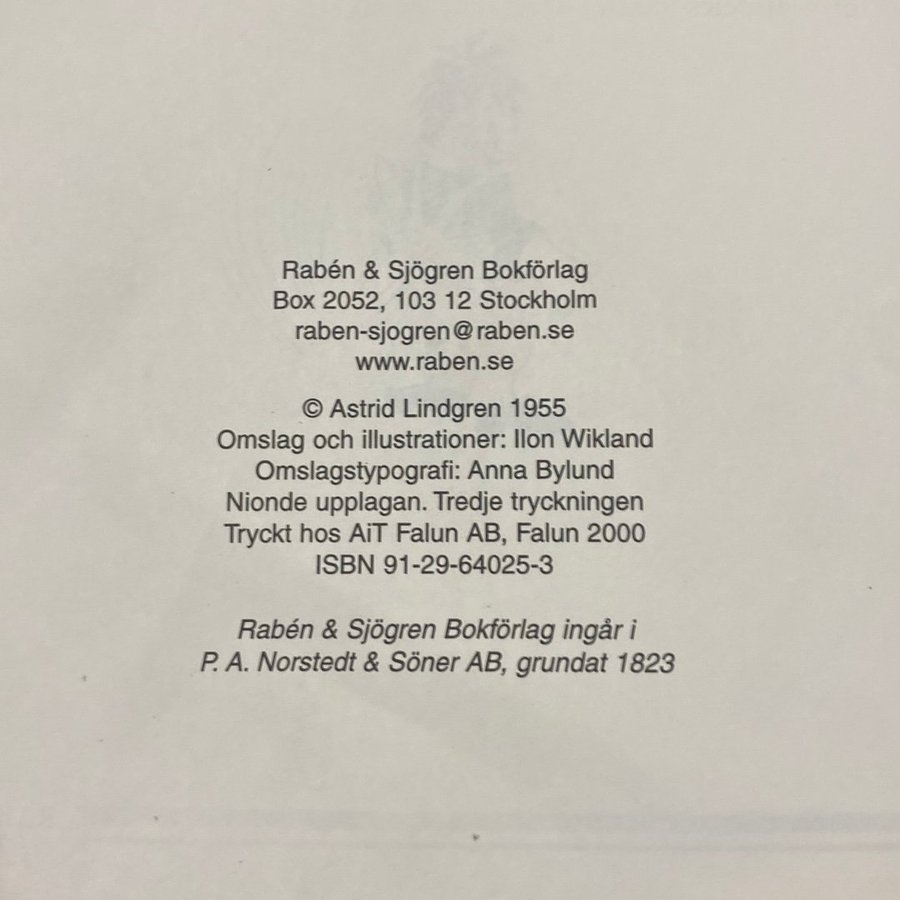 Rabén & Sjögren Bokförlag
Box 2052, 103 12 Stockholm
raben-sjogren@raben.se
www.raben.se
© Astrid Lindgren 1955
Omslag och illustrationer: Ilon Wikland
Omslagstypografi: Anna Bylund
Nionde upplagan. Tredje tryckningen
Tryckt hos AiT Falun AB, Falun 2000
ISBN 91-29-64025-3
Rabén & Sjögren Bokförlag ingår i
P. A. Norstedt & Söner AB, grundat 1823